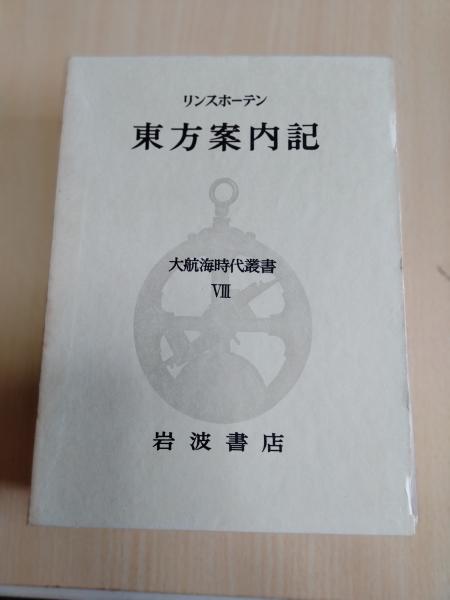 リンスホーテン
東方案内記
大航海時代叢書
VIII
岩波書店